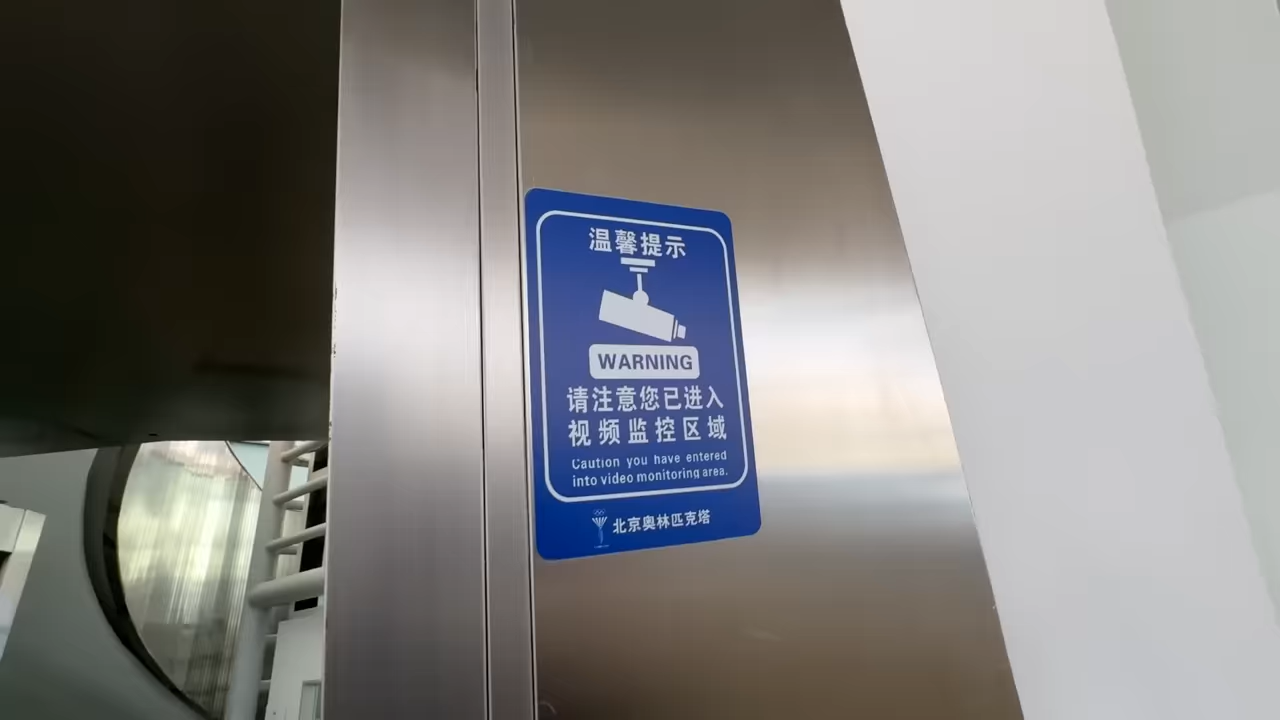 温馨提示
WARNING
请注意您已进入
视频监控区域
Caution you have entered
into video monitoring area.
北京奥林匹克塔